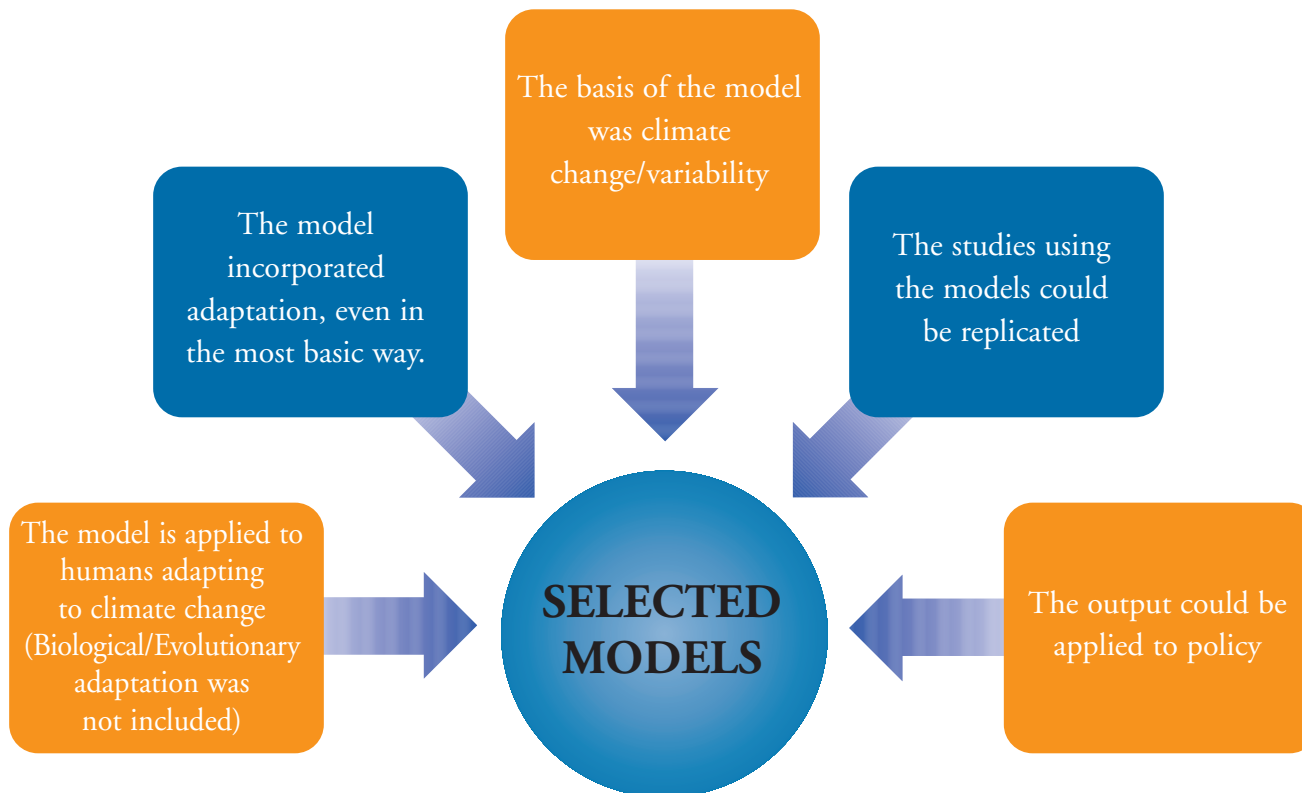 The basis of the model
was climate
change/variability
The model
incorporated
adaptation, even in
the most basic way.
The studies using
the models could
be replicated
The model is applied to
humans adapting
to climate change
(Biological/Evolutionary
adaptation was
not included)
SELECTED
MODELS
The output could be
applied to policy